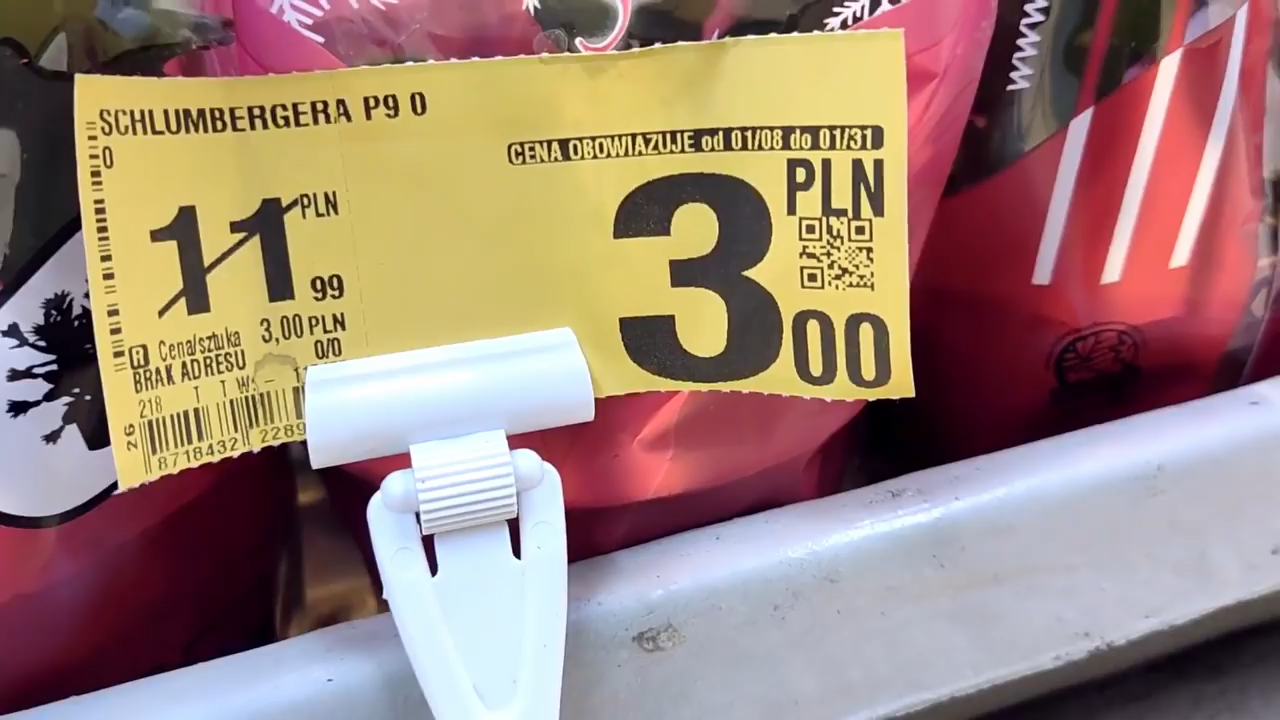 SCHLUMBERGERA P9 0
0
CENA OBOWIAZUJE od 01/08 do 01/31
11 PLN
99
3 PLN
00
R Cena/sztuka 3,00 PLN
BRAK ADRESU 0/0
218 T T W - T
26
8718432 2289